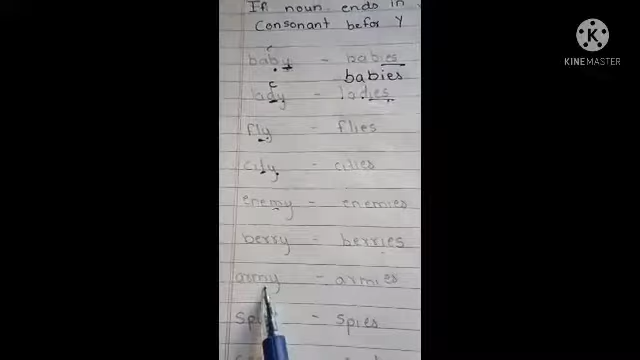 If noun ends in
Consonant befor Y
baby - babies
babies
lady - ladies
fly - flies
city - cities
enemy - enemies
berry - berries
army - armies
- spies
KINEMASTER